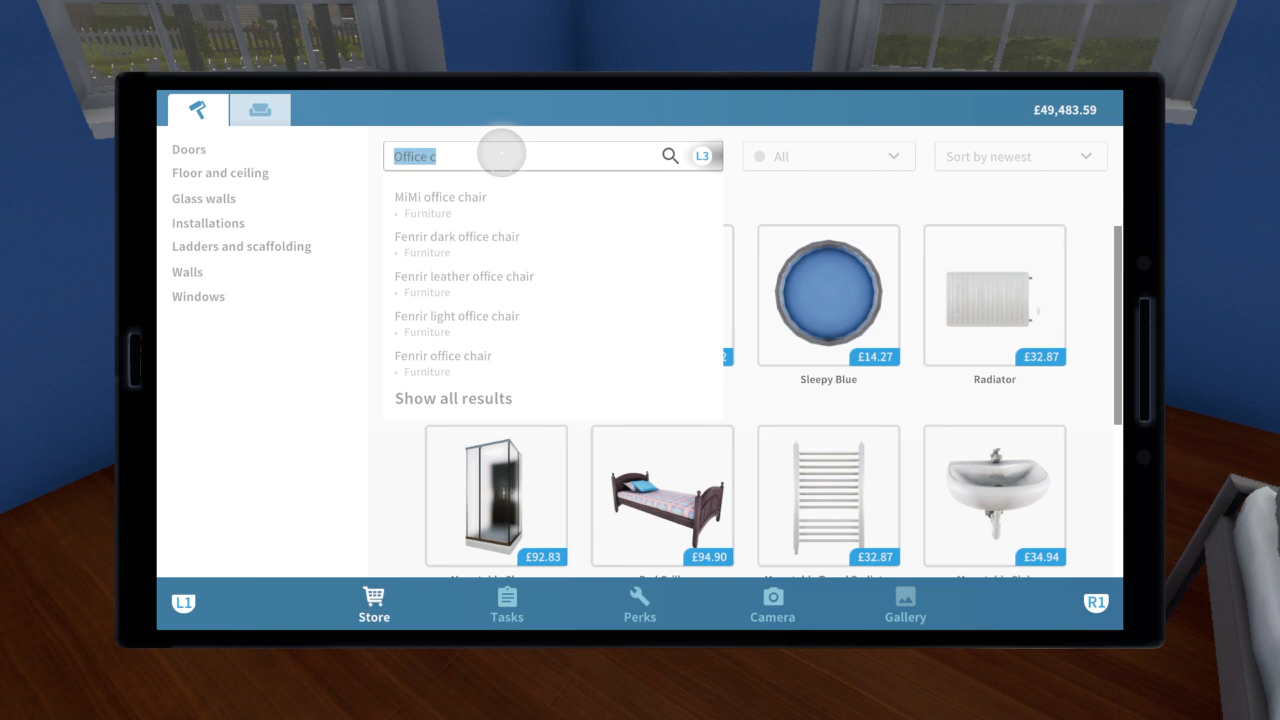 £49,483.59
Doors
Floor and ceiling
Glass walls
Installations
Ladders and scaffolding
Walls
Windows
Office c
L3
All
Sort by newest
MiMi office chair
• Furniture
Fenrir dark office chair
• Furniture
Fenrir leather office chair
• Furniture
Fenrir light office chair
• Furniture
Fenrir office chair
• Furniture
Show all results
2
£14.27
£32.87
Sleepy Blue
Radiator
£92.83
£94.90
£32.87
£34.94
L1
Store
Tasks
Perks
Camera
Gallery
R1